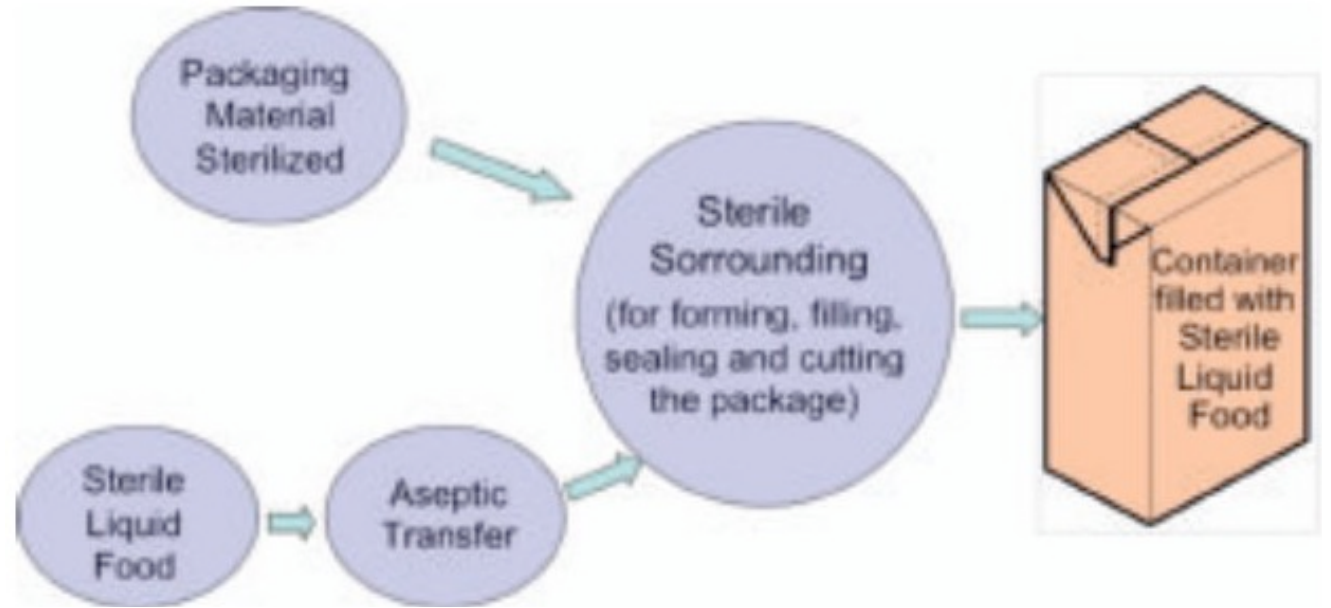 Packaging
Material
Sterilized
Sterile
Sorrounding
(for forming, filling,
sealing and cutting
the package)
Container
filled with
Sterile
Liquid
Food
Sterile
Liquid
Food
Aseptic
Transfer